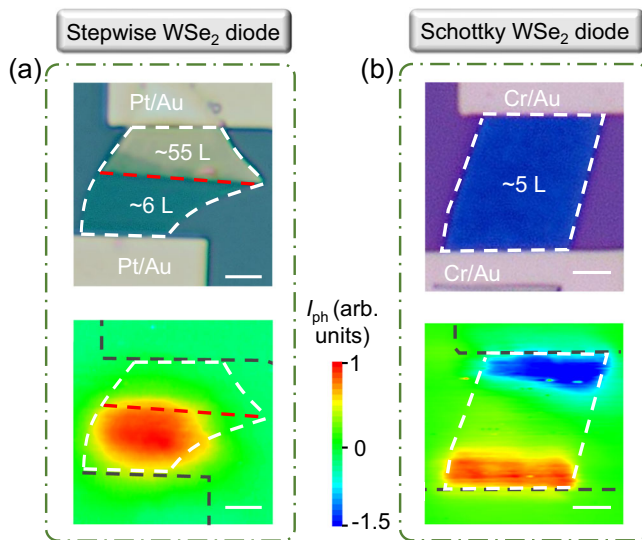 Stepwise WSe₂ diode
Schottky WSe₂ diode
(a)
(b)
Pt/Au
~55 L
~6 L
Pt/Au
Cr/Au
~5 L
Cr/Au
I_ph (arb.
units)
1
0
-1.5